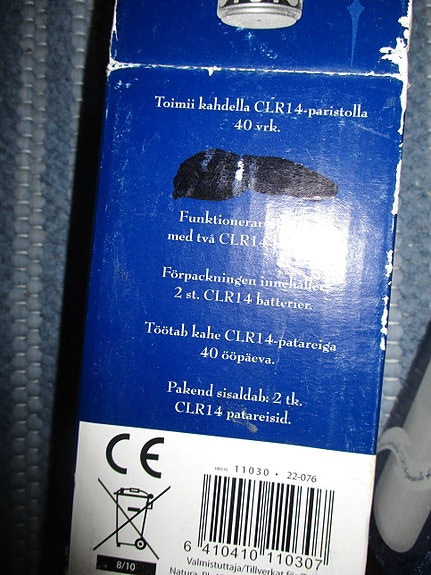 Toimii kahdella CLR14-paristolla
40 vrk.
Funktionerar
med två CLR14
Förpackningen innehåller
2 st. CLR14 batterier.
Töötab kahe CLR14-patareiga
40 ööpäeva.
Pakend sisaldab: 2 tk.
CLR14 patareisid.
CE
11030 • 22-076
8/10
6 410410 110307
Valmistuttaja/Tillverkat för